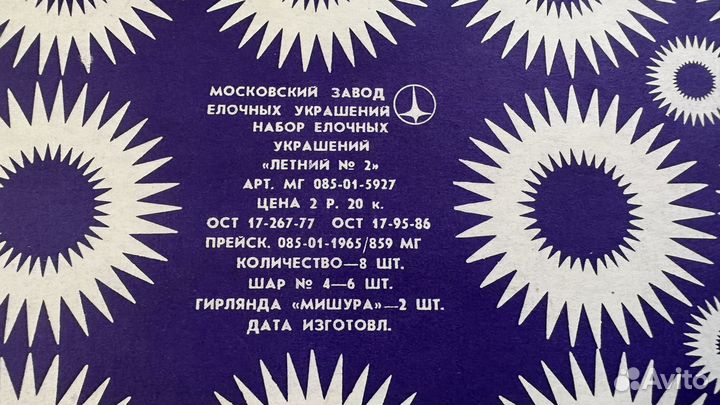 МОСКОВСКИЙ ЗАВОД
ЕЛОЧНЫХ УКРАШЕНИЙ
НАБОР ЕЛОЧНЫХ
УКРАШЕНИЙ
«ЛЕТНИЙ № 2»
АРТ. МГ 085-01-5927
ЦЕНА 2 Р. 20 к.
ОСТ 17-267-77 ОСТ 17-95-86
ПРЕЙСК. 085-01-1965/859 МГ
КОЛИЧЕСТВО—8 ШТ.
ШАР № 4—6 ШТ.
ГИРЛЯНДА «МИШУРА»—2 ШТ.
ДАТА ИЗГОТОВЛ.
Avito